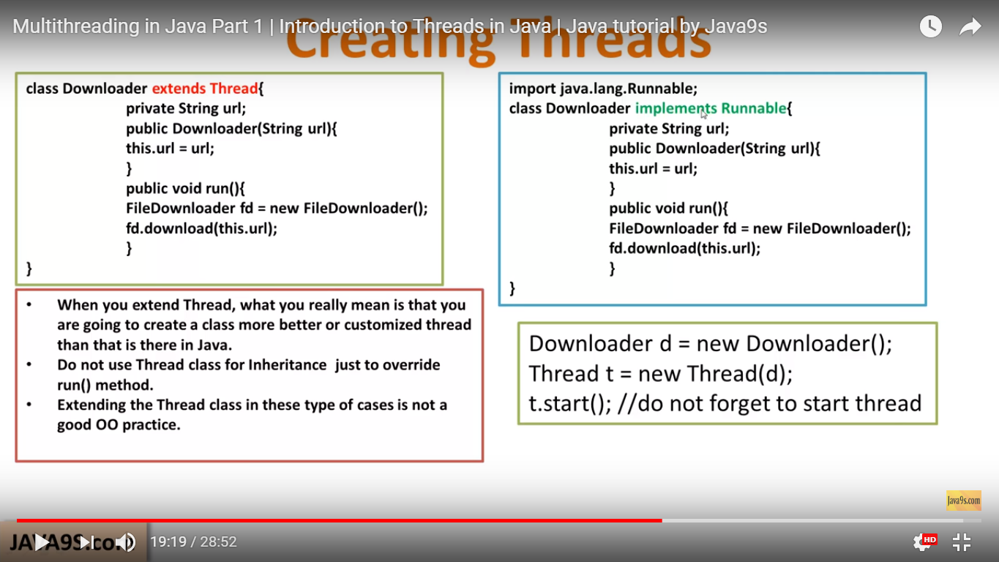 Multithreading in Java Part 1 | Introduction to Threads in Java | Java tutorial by Java9s
Creating Threads
class Downloader extends Thread{
private String url;
public Downloader(String url){
this.url = url;
}
public void run(){
FileDownloader fd = new FileDownloader();
fd.download(this.url);
}
}
• When you extend Thread, what you really mean is that you
are going to create a class more better or customized thread
than that is there in Java.
• Do not use Thread class for Inheritance just to override
run() method.
• Extending the Thread class in these type of cases is not a
good OO practice.
import java.lang.Runnable;
class Downloader implements Runnable{
private String url;
public Downloader(String url){
this.url = url;
}
public void run(){
FileDownloader fd = new FileDownloader();
fd.download(this.url);
}
}
Downloader d = new Downloader();
Thread t = new Thread(d);
t.start(); //do not forget to start thread
Java9s.com
JAVA9S.com
19:19 / 28:52
HD